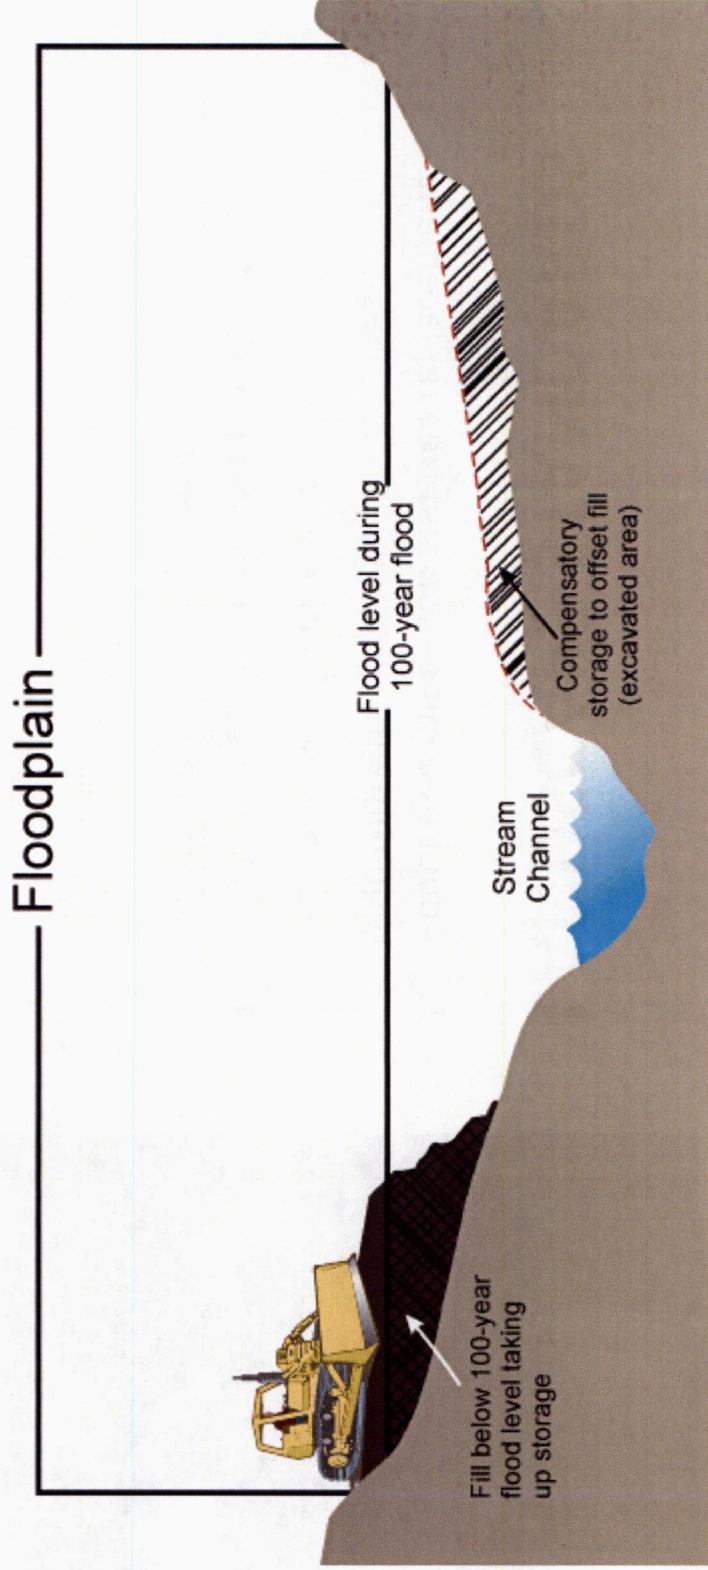 Floodplain
Flood level during
100-year flood
Stream
Channel
Fill below 100-year
flood level taking
up storage
Compensatory
storage to offset fill
(excavated area)